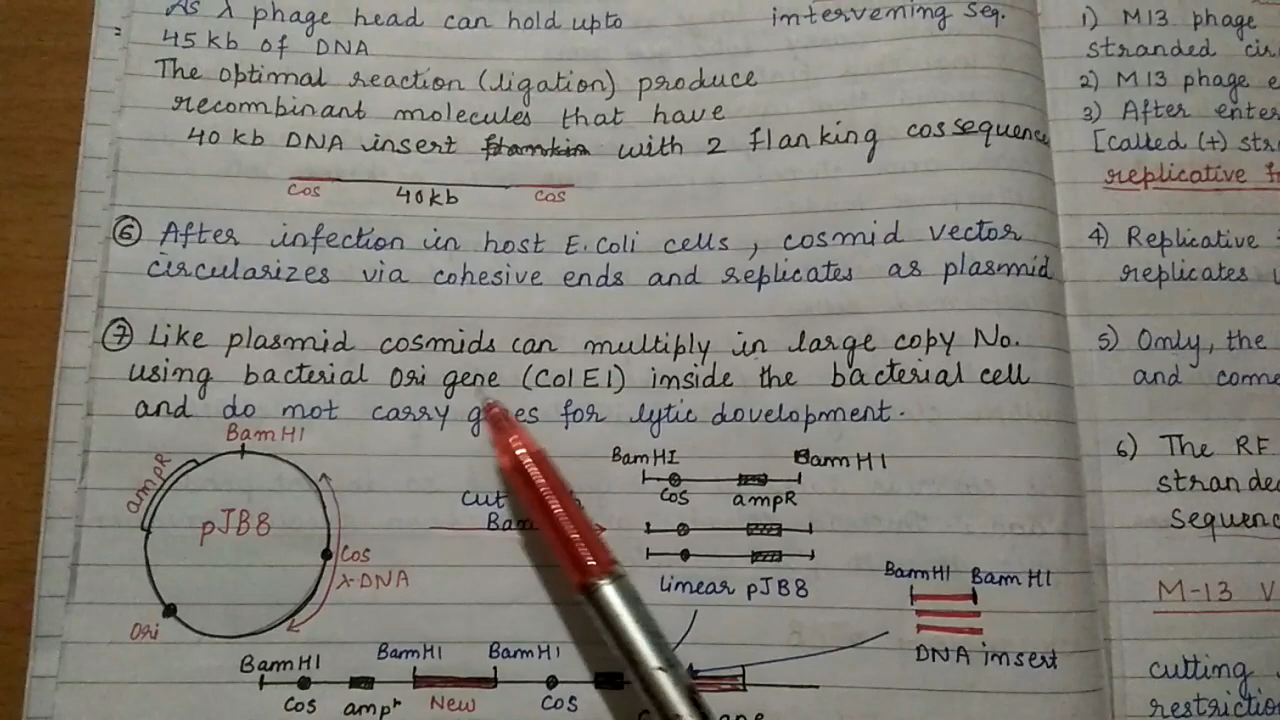 As λ phage head can hold upto
45 kb of DNA
The optimal reaction (ligation) produce
recombinant molecules that have
40 kb DNA insert with 2 flanking cos sequence
cos 40kb cos
⑥ After infection in host E.Coli cells, cosmid vector
circularizes via cohesive ends and replicates as plasmid
⑦ Like plasmid cosmids can multiply in large copy No.
using bacterial Ori gene (ColE1) inside the bacterial cell
and do not carry genes for lytic dovelopment.
BamHI
ampR
pJB8
Cos
λ-DNA
Ori
Cut
BamHI BamHI
Cos ampR
linear pJB8
BamHI BamHI
DNA insert
BamHI BamHI BamHI
Cos ampr New Cos
intervening seq.
1) M13 phage
stranded
2) M13 phage
3) After
[called (+)
replicative
4) Replicative
replicates
5) Only, the
and
6) The RE
M-13
cutting